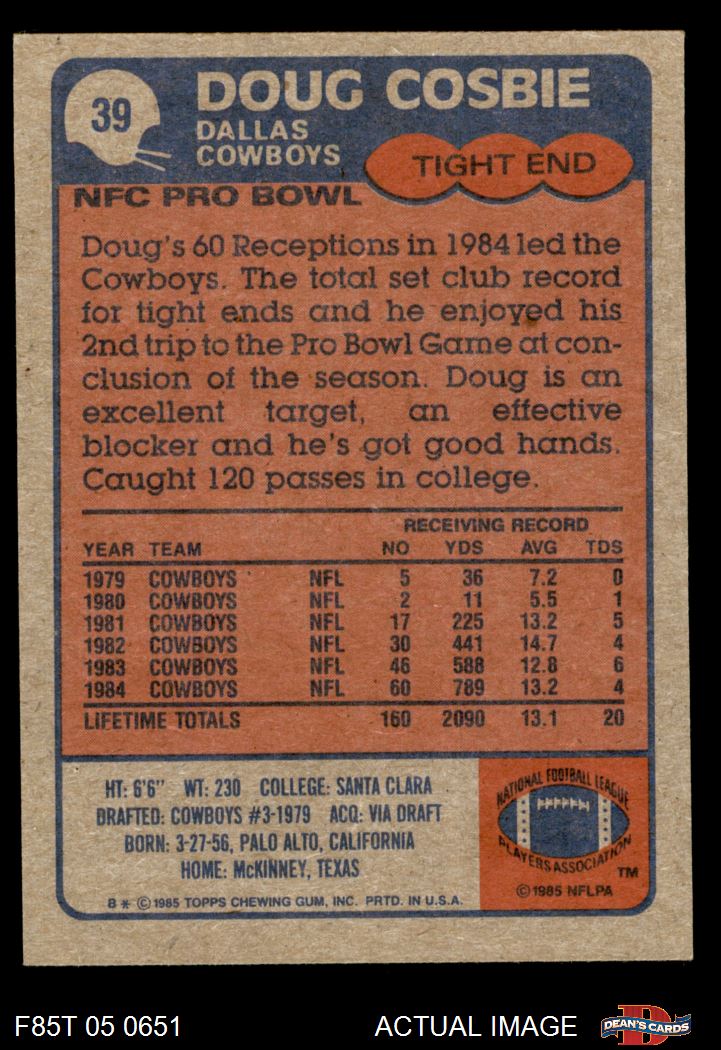 39
DOUG COSBIE
DALLAS
COWBOYS
TIGHT END
NFC PRO BOWL
Doug's 60 Receptions in 1984 led the
Cowboys. The total set club record
for tight ends and he enjoyed his
2nd trip to the Pro Bowl Game at con-
clusion of the season. Doug is an
excellent target, an effective
blocker and he's got good hands.
Caught 120 passes in college.
RECEIVING RECORD
YEAR TEAM NO YDS AVG TDS
1979 COWBOYS NFL 5 36 7.2 0
1980 COWBOYS NFL 2 11 5.5 1
1981 COWBOYS NFL 17 225 13.2 5
1982 COWBOYS NFL 30 441 14.7 4
1983 COWBOYS NFL 46 588 12.8 6
1984 COWBOYS NFL 60 789 13.2 4
LIFETIME TOTALS 160 2090 13.1 20
HT: 6'6" WT: 230 COLLEGE: SANTA CLARA
DRAFTED: COWBOYS #3-1979 ACQ: VIA DRAFT
BORN: 3-27-56, PALO ALTO, CALIFORNIA
HOME: McKINNEY, TEXAS
B * © 1985 TOPPS CHEWING GUM, INC. PRTD. IN U.S.A.
NATIONAL FOOTBALL LEAGUE
PLAYERS ASSOCIATION
TM
© 1985 NFLPA
F85T 05 0651
ACTUAL IMAGE
D
DEAN'S CARDS